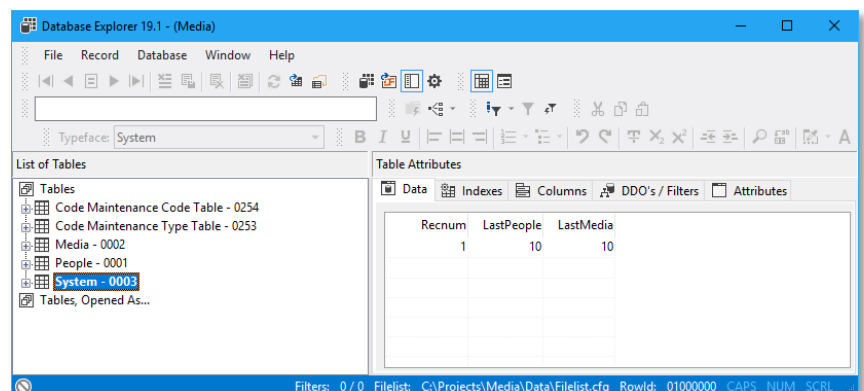 Database Explorer 19.1 - (Media)
File Record Database Window Help
Typeface: System
B I U X₂ X² A
List of Tables
Table Attributes
Tables
Code Maintenance Code Table - 0254
Code Maintenance Type Table - 0253
Media - 0002
People - 0001
System - 0003
Tables, Opened As...
Data Indexes Columns DDO's / Filters Attributes
Recnum LastPeople LastMedia
1 10 10
Filters: 0 / 0 Filelist: C:\Projects\Media\Data\Filelist.cfg RowId: 01000000 CAPS NUM SCRL